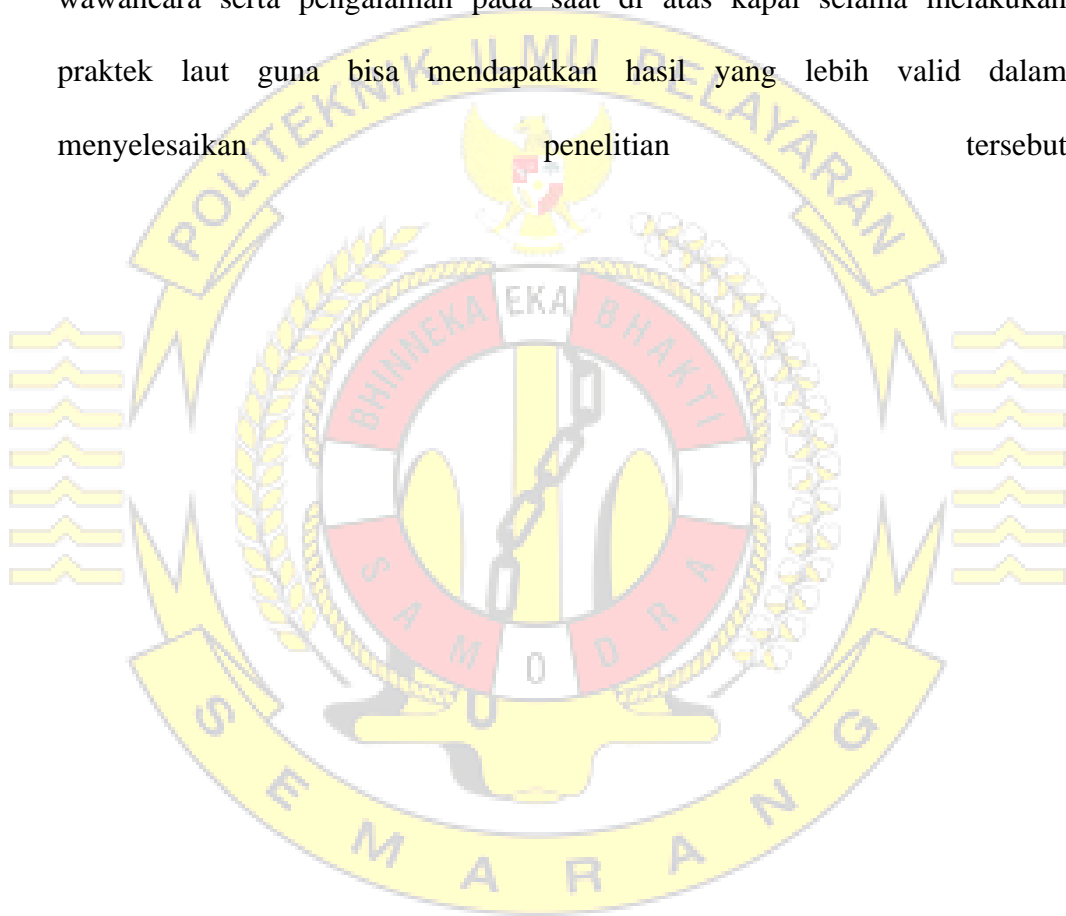 wawancara serta pengalaman pada saat di atas kapal selama melakukan
praktek laut guna bisa mendapatkan hasil yang lebih valid dalam
menyelesaikan penelitian tersebut
POLITEKNIK ILMU PELAYARAN
BHINNEKA EKA BHAKTI
SAMODRA
SEMARANG